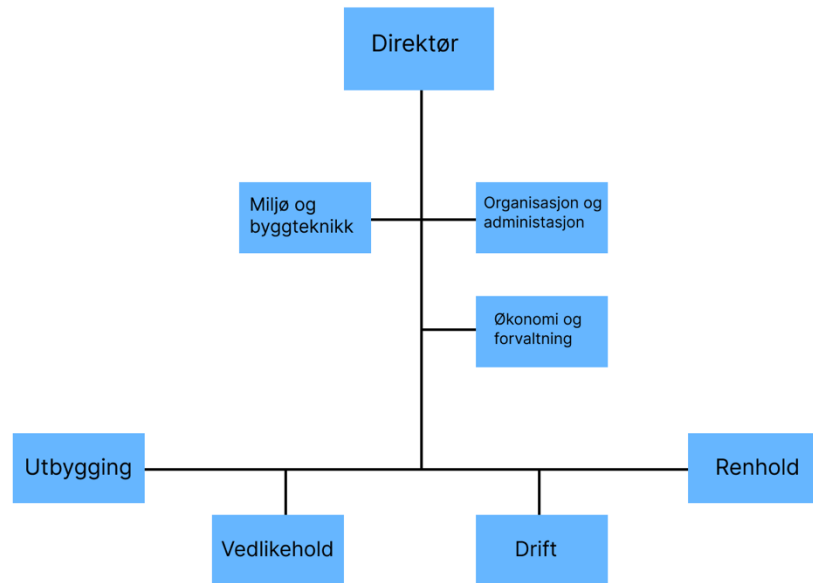 Direktør
Miljø og
byggteknikk
Organisasjon og
administasjon
Økonomi og
forvaltning
Utbygging
Renhold
Vedlikehold
Drift